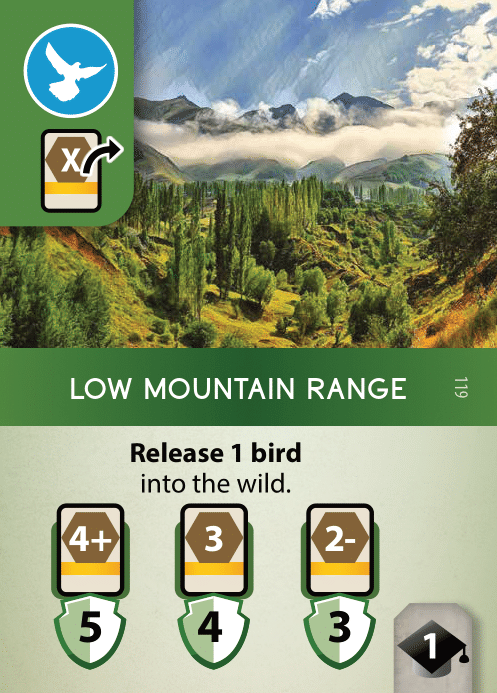 X
LOW MOUNTAIN RANGE
119
Release 1 bird
into the wild.
4+ 3 2-
5 4 3
1